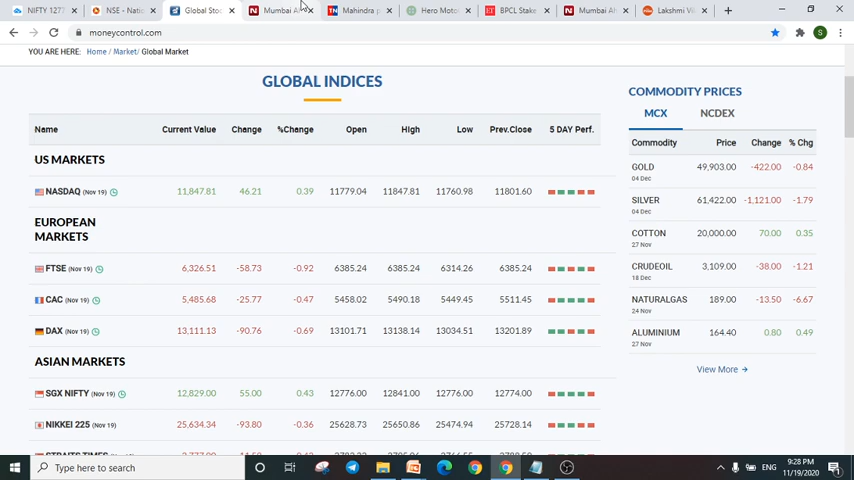 NIFTY 127
NSE - Natio
Global Stoc
Mumbai A
Mahindra
Hero Motor
BPCL Stake
Mumbai A
Lakshmi V
moneycontrol.com
S
YOU ARE HERE: Home / Market/ Global Market
GLOBAL INDICES
Name Current Value Change %Change Open High Low Prev.Close 5 DAY Perf.
US MARKETS
NASDAQ (Nov 19) 11,847.81 46.21 0.39 11779.04 11847.81 11760.98 11801.60
EUROPEAN
MARKETS
FTSE (Nov 19) 6,326.51 -58.73 -0.92 6385.24 6385.24 6314.26 6385.24
CAC (Nov 19) 5,485.68 -25.77 -0.47 5458.02 5490.18 5449.45 5511.45
DAX (Nov 19) 13,111.13 -90.76 -0.69 13101.71 13138.14 13034.51 13201.89
ASIAN MARKETS
SGX NIFTY (Nov 19) 12,829.00 55.00 0.43 12776.00 12841.00 12776.00 12774.00
NIKKEI 225 (Nov 19) 25,634.34 -93.80 -0.36 25628.73 25650.86 25474.94 25728.14
COMMODITY PRICES
MCX NCDEX
Commodity Price Change % Chg
GOLD 49,903.00 -422.00 -0.84
04 Dec
SILVER 61,422.00 -1,121.00 -1.79
04 Dec
COTTON 20,000.00 70.00 0.35
27 Nov
CRUDEOIL 3,109.00 -38.00 -1.21
18 Dec
NATURALGAS 189.00 -13.50 -6.67
24 Nov
ALUMINIUM 164.40 0.80 0.49
27 Nov
View More
Type here to search
ENG
9:28 PM
11/19/2020